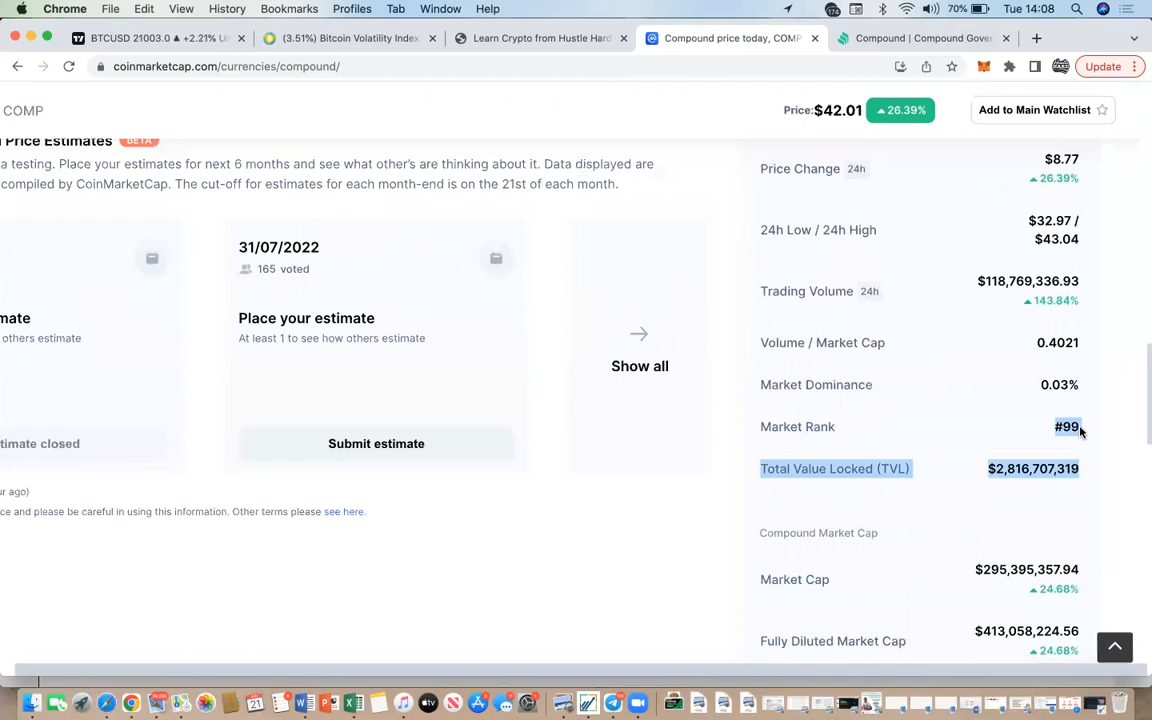 Chrome File Edit View History Bookmarks Profiles Tab Window Help 174 70% Tue 14:08
BTCUSD 21003.0 ▲ +2.21% U
(3.51%) Bitcoin Volatility Index
Learn Crypto from Hustle Hard
Compound price today, COMP
Compound | Compound Gover
coinmarketcap.com/currencies/compound/
Update
COMP
Price: $42.01 26.39%
Add to Main Watchlist
Price Estimates BETA
a testing. Place your estimates for next 6 months and see what other's are thinking about it. Data displayed are
compiled by CoinMarketCap. The cut-off for estimates for each month-end is on the 21st of each month.
mate
others estimate
timate closed
31/07/2022
165 voted
Place your estimate
At least 1 to see how others estimate
Submit estimate
Show all
ur ago)
ce and please be careful in using this information. Other terms please see here.
Price Change 24h
$8.77
26.39%
24h Low / 24h High
$32.97 /
$43.04
Trading Volume 24h
$118,769,336.93
143.84%
Volume / Market Cap 0.4021
Market Dominance 0.03%
Market Rank #99
Total Value Locked (TVL) $2,816,707,319
Compound Market Cap
Market Cap
$295,395,357.94
24.68%
Fully Diluted Market Cap
$413,058,224.56
24.68%